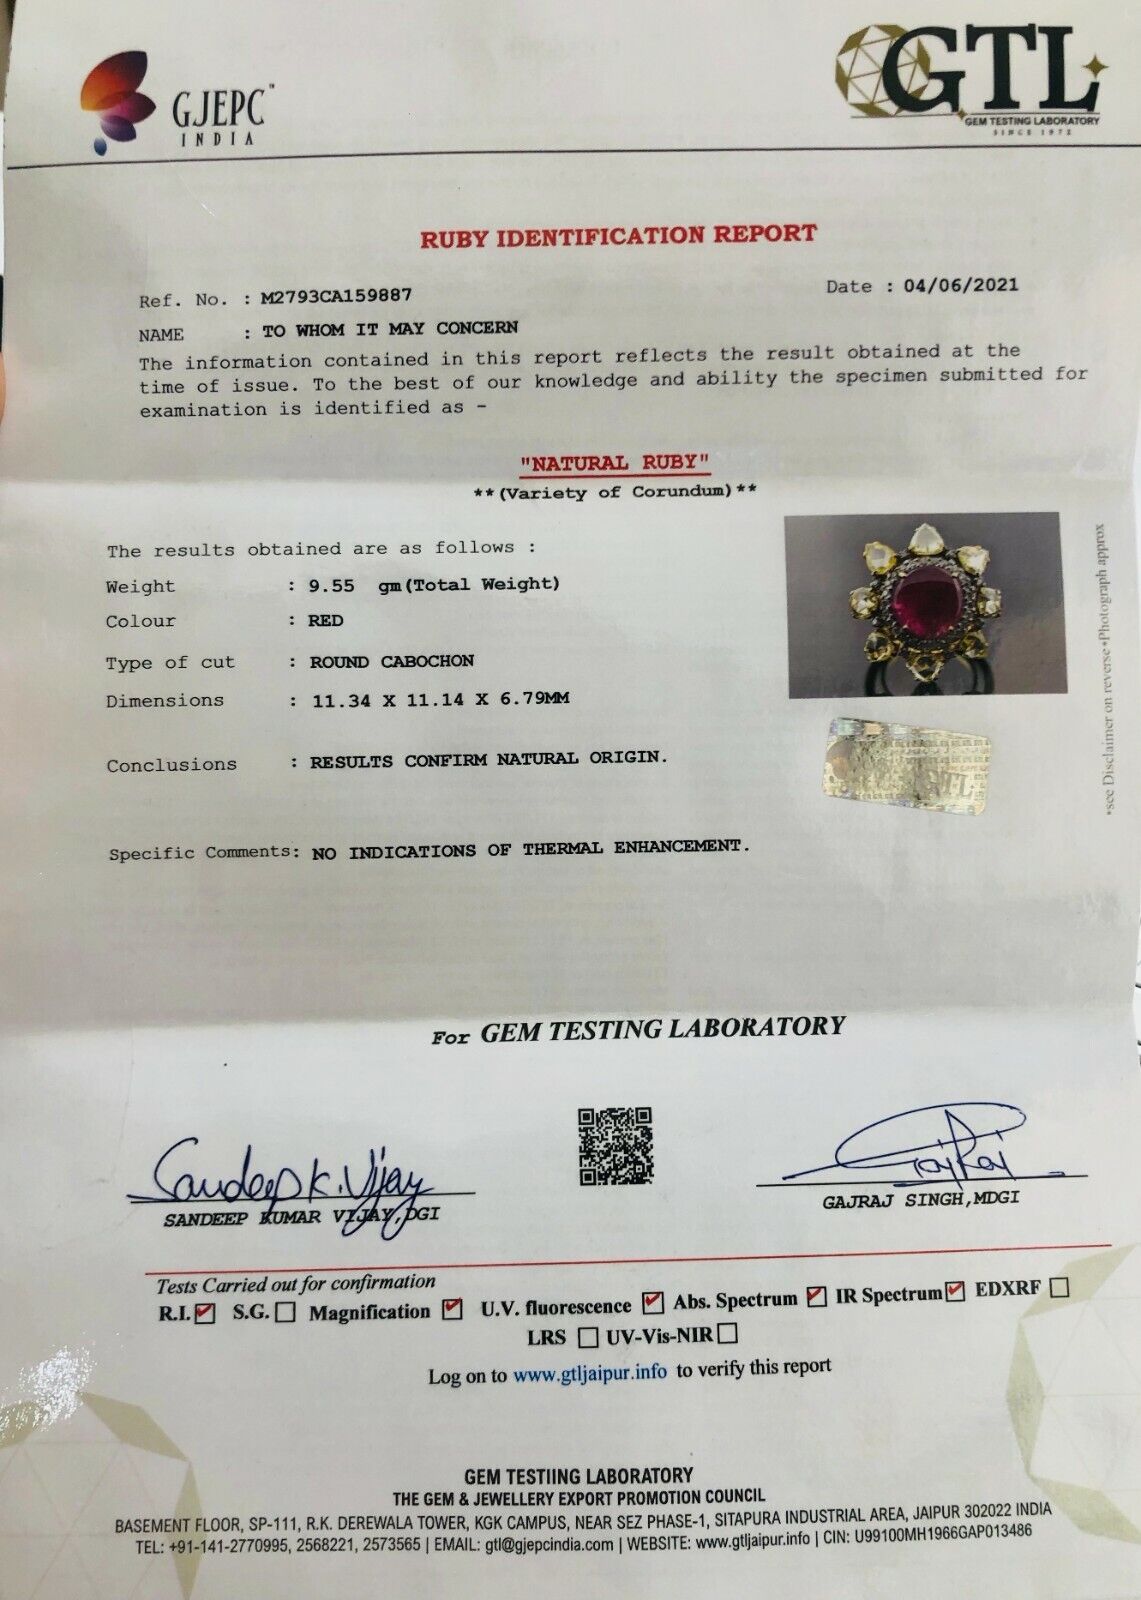 GJEPC™
INDIA
GTL
GEM TESTING LABORATORY
SINCE 1972
RUBY IDENTIFICATION REPORT
Ref. No. : M2793CA159887
Date : 04/06/2021
NAME : TO WHOM IT MAY CONCERN
The information contained in this report reflects the result obtained at the
time of issue. To the best of our knowledge and ability the specimen submitted for
examination is identified as -
"NATURAL RUBY"
**(Variety of Corundum)**
The results obtained are as follows :
Weight : 9.55 gm(Total Weight)
Colour : RED
Type of cut : ROUND CABOCHON
Dimensions : 11.34 X 11.14 X 6.79MM
Conclusions : RESULTS CONFIRM NATURAL ORIGIN.
Specific Comments: NO INDICATIONS OF THERMAL ENHANCEMENT.
*see Disclaimer on reverse *Photograph approx
GTL
For GEM TESTING LABORATORY
Sandeep K. Vijay
SANDEEP KUMAR VIJAY,DGI
GajRaj
GAJRAJ SINGH,MDGI
Tests Carried out for confirmation
R.I. S.G. Magnification U.V. fluorescence Abs. Spectrum IR Spectrum EDXRF
LRS UV-Vis-NIR
Log on to www.gtljaipur.info to verify this report
GEM TESTIING LABORATORY
THE GEM & JEWELLERY EXPORT PROMOTION COUNCIL
BASEMENT FLOOR, SP-111, R.K. DEREWALA TOWER, KGK CAMPUS, NEAR SEZ PHASE-1, SITAPURA INDUSTRIAL AREA, JAIPUR 302022 INDIA
TEL: +91-141-2770995, 2568221, 2573565 | EMAIL: gtl@gjepcindia.com | WEBSITE: www.gtljaipur.info | CIN: U99100MH1966GAP013486